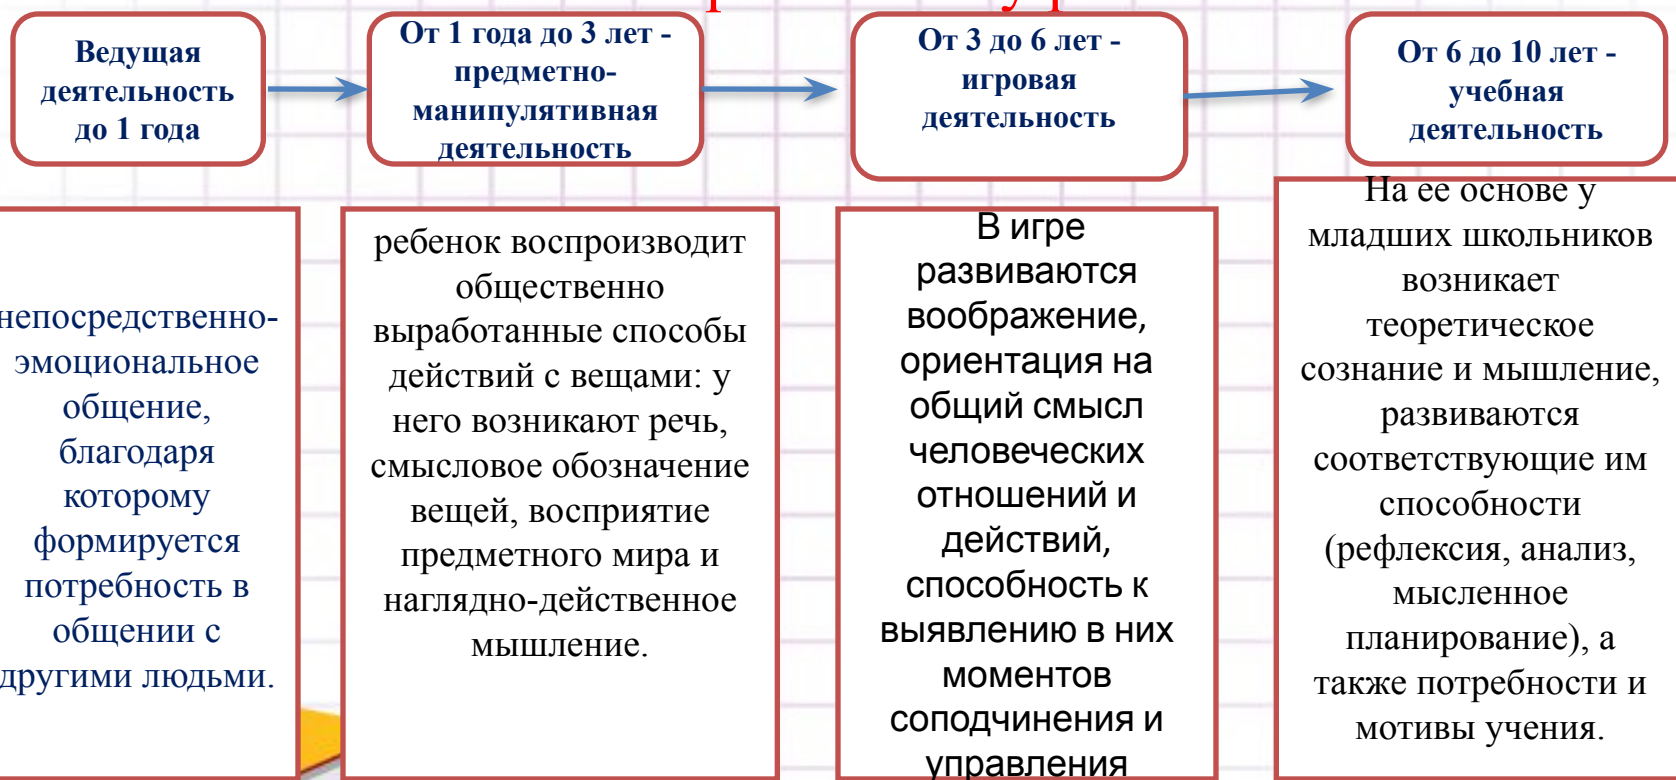 Ведущая
деятельность
до 1 года
От 1 года до 3 лет -
предметно-
манипулятивная
деятельность
От 3 до 6 лет -
игровая
деятельность
От 6 до 10 лет -
учебная
деятельность
непосредственно-
эмоциональное
общение,
благодаря
которому
формируется
потребность в
общении с
другими людьми.
ребенок воспроизводит
общественно
выработанные способы
действий с вещами: у
него возникают речь,
смысловое обозначение
вещей, восприятие
предметного мира и
наглядно-действенное
мышление.
В игре
развиваются
воображение,
ориентация на
общий смысл
человеческих
отношений и
действий,
способность к
выявлению в них
моментов
соподчинения и
управления
На ее основе у
младших школьников
возникает
теоретическое
сознание и мышление,
развиваются
соответствующие им
способности
(рефлексия, анализ,
мысленное
планирование), а
также потребности и
мотивы учения.